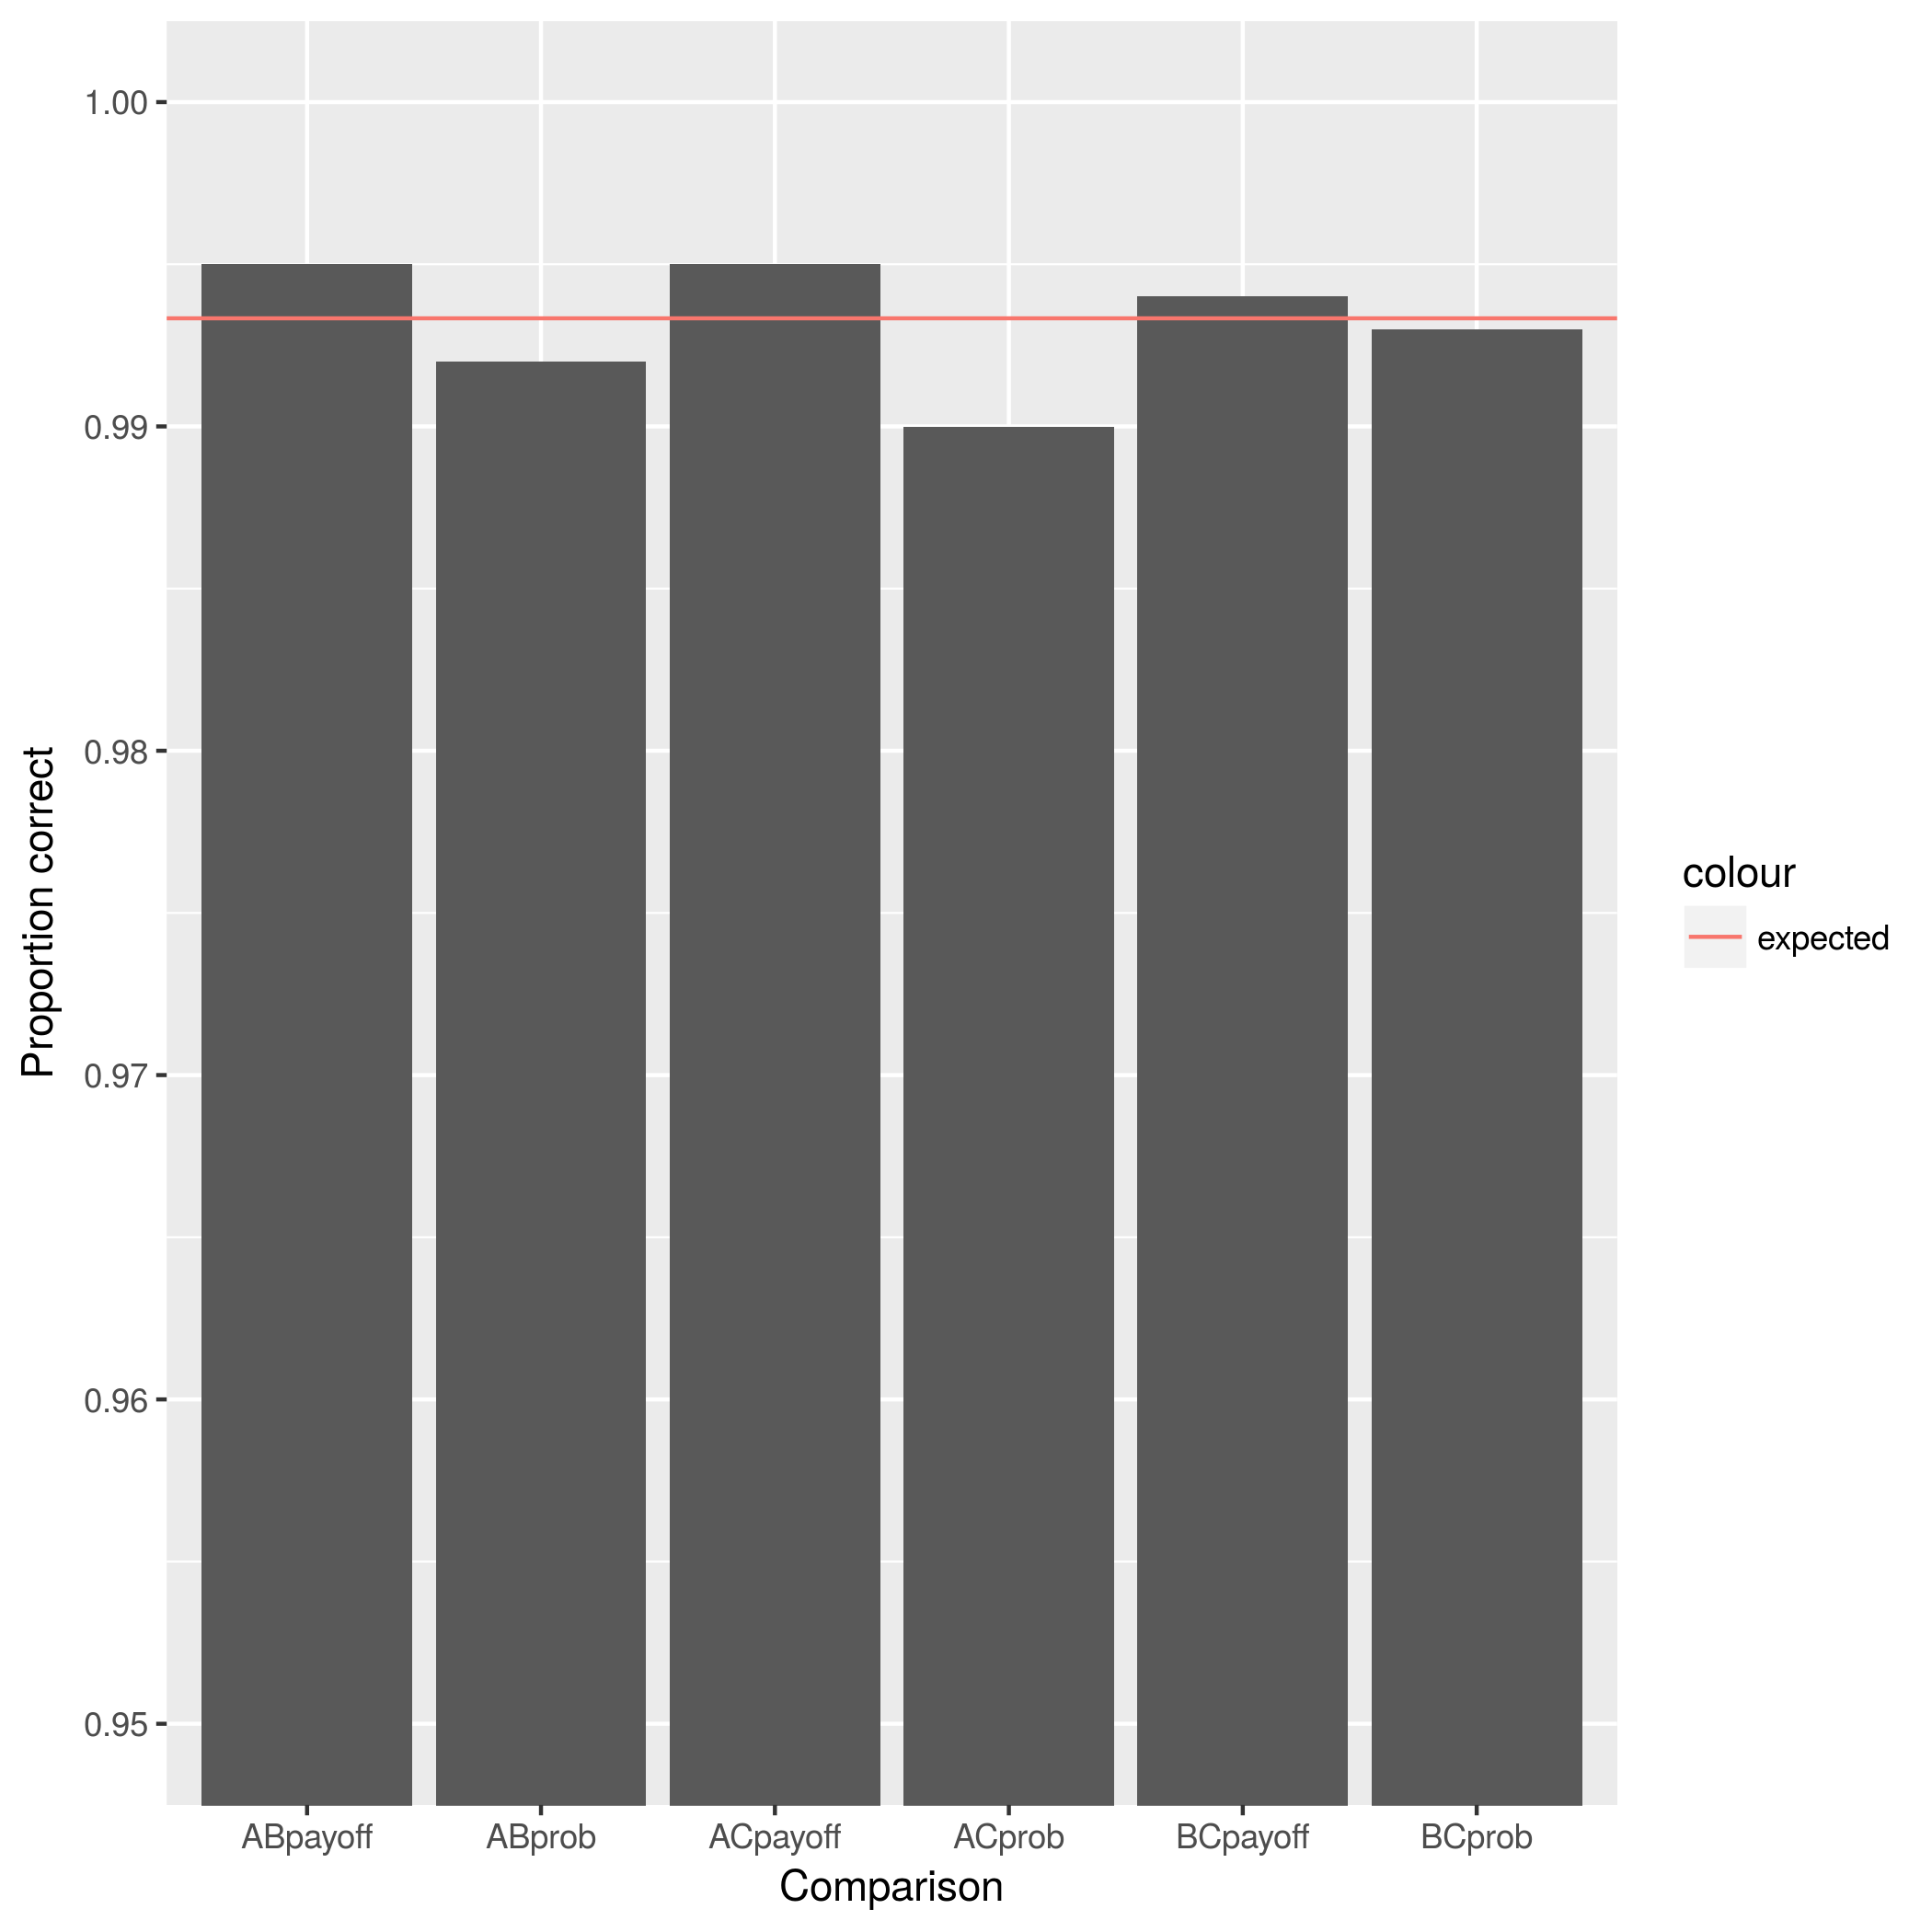 1.00
0.99
0.98
0.97
0.96
0.95
Proportion correct
ABpayoff ABprob ACpayoff ACprob BCpayoff BCprob
Comparison
colour
expected